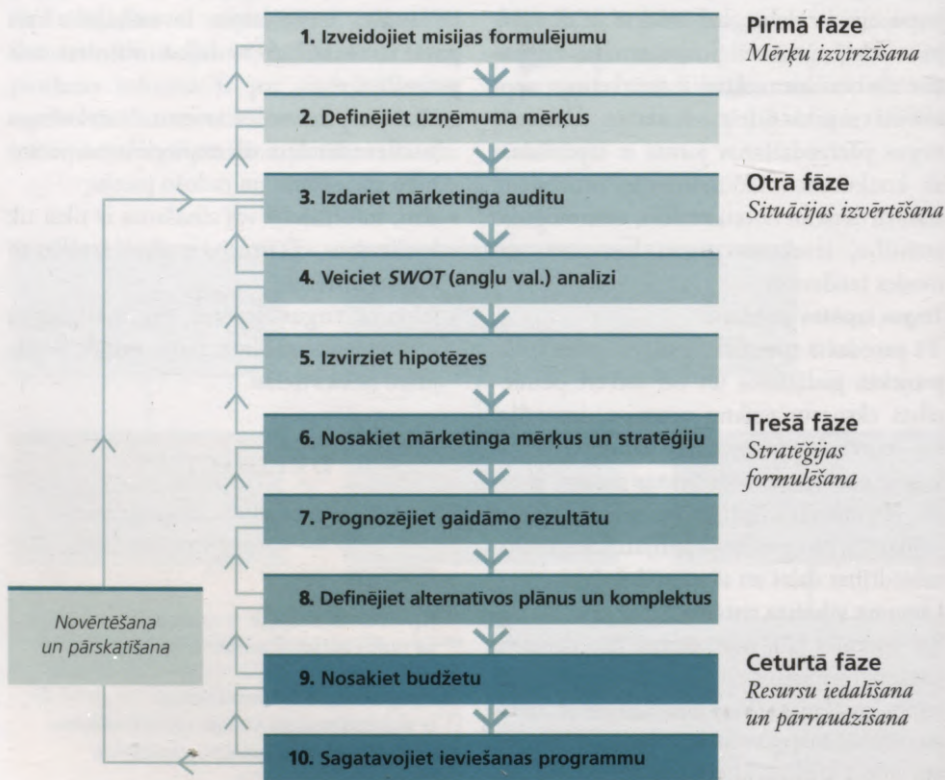 1. Izveidojiet misijas formulējumu
Pirmā fāze
Mērķu izvirzīšana
2. Definējiet uzņēmuma mērķus
3. Izdariet mārketinga auditu
Otrā fāze
Situācijas izvērtēšana
4. Veiciet SWOT (angļu val.) analīzi
5. Izvirziet hipotēzes
6. Nosakiet mārketinga mērķus un stratēģiju
Trešā fāze
Stratēģijas
formulēšana
7. Prognozējiet gaidāmo rezultātu
8. Definējiet alternatīvos plānus un komplektus
Novērtēšana
un pārskatīšana
9. Nosakiet budžetu
Ceturtā fāze
Resursu iedalīšana
un pārraudzīšana
10. Sagatavojiet ieviešanas programmu